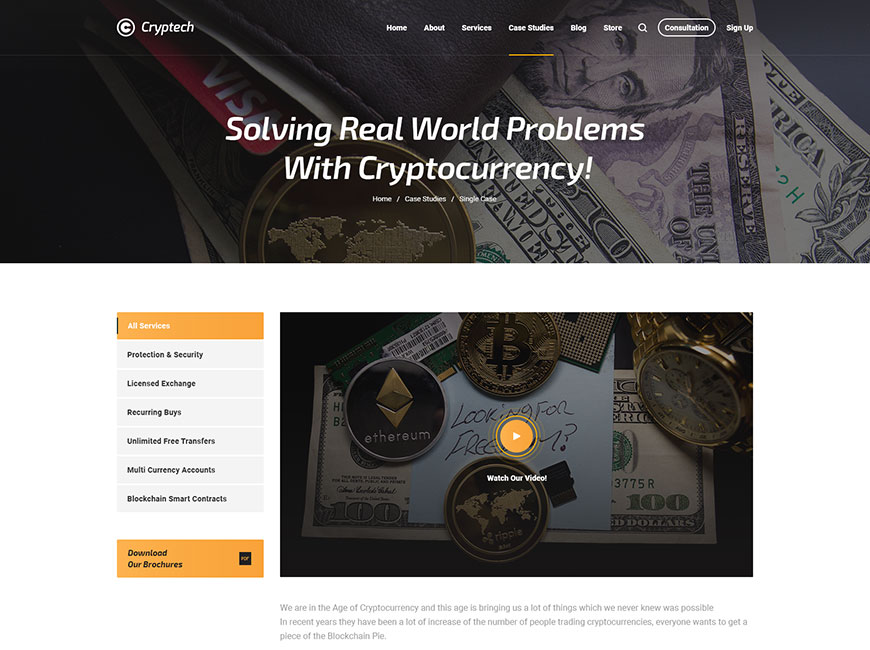 Cryptech
Home About Services Case Studies Blog Store Consultation Sign Up
VISA
Solving Real World Problems
With Cryptocurrency!
Home / Case Studies / Single Case
All Services
Protection & Security
Licensed Exchange
Recurring Buys
Unlimited Free Transfers
Multi Currency Accounts
Blockchain Smart Contracts
Download
Our Brochures
PDF
ethereum
LOOKING FOR
Watch Our Video!
ripple
100
100
DOLLARS
We are in the Age of Cryptocurrency and this age is bringing us a lot of things which we never knew was possible
In recent years they have been a lot of increase of the number of people trading cryptocurrencies, everyone wants to get a
piece of the Blockchain Pie.